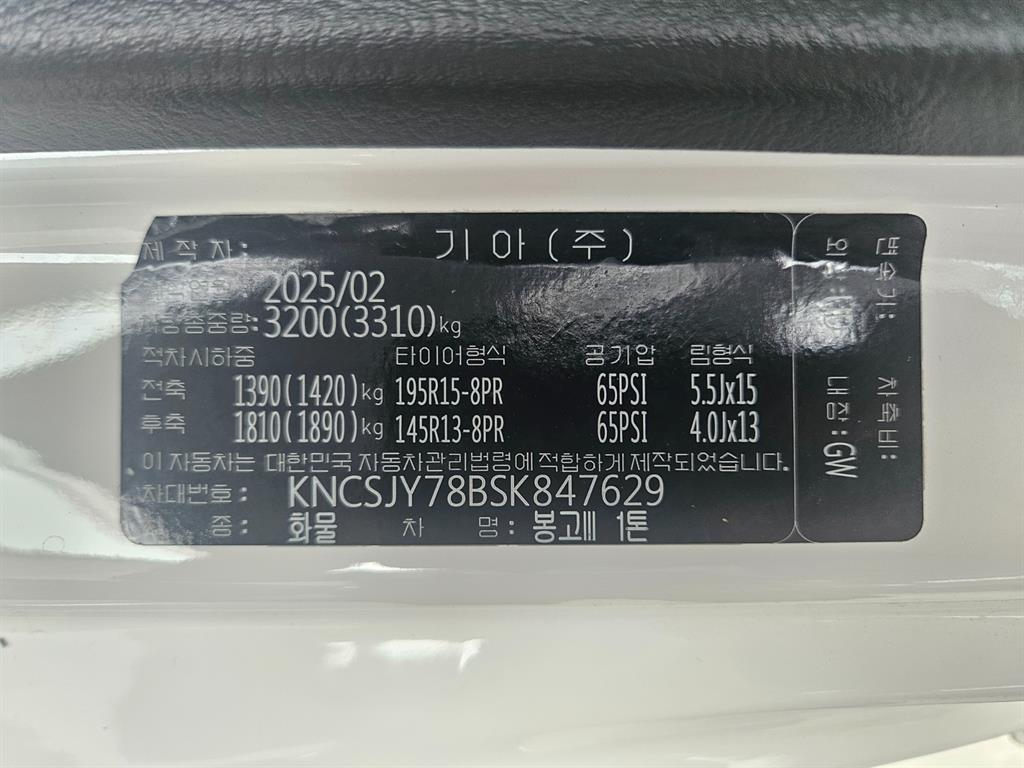 제 작 자 : 기 아 ( 주 )
2025/02
총중량: 3200(3310)kg
적차시하중 타이어형식 공기압 림형식
전축 1390(1420)kg 195R15-8PR 65PSI 5.5Jx15
후축 1810(1890)kg 145R13-8PR 65PSI 4.0Jx13
이 자동차는 대한민국 자동차관리법령에 적합하게 제작되었습니다.
차대번호: KNCSJY78BSK847629
종: 화물 차 명: 봉고Ⅲ 1톤
변속기: 차축비:
내장:GW